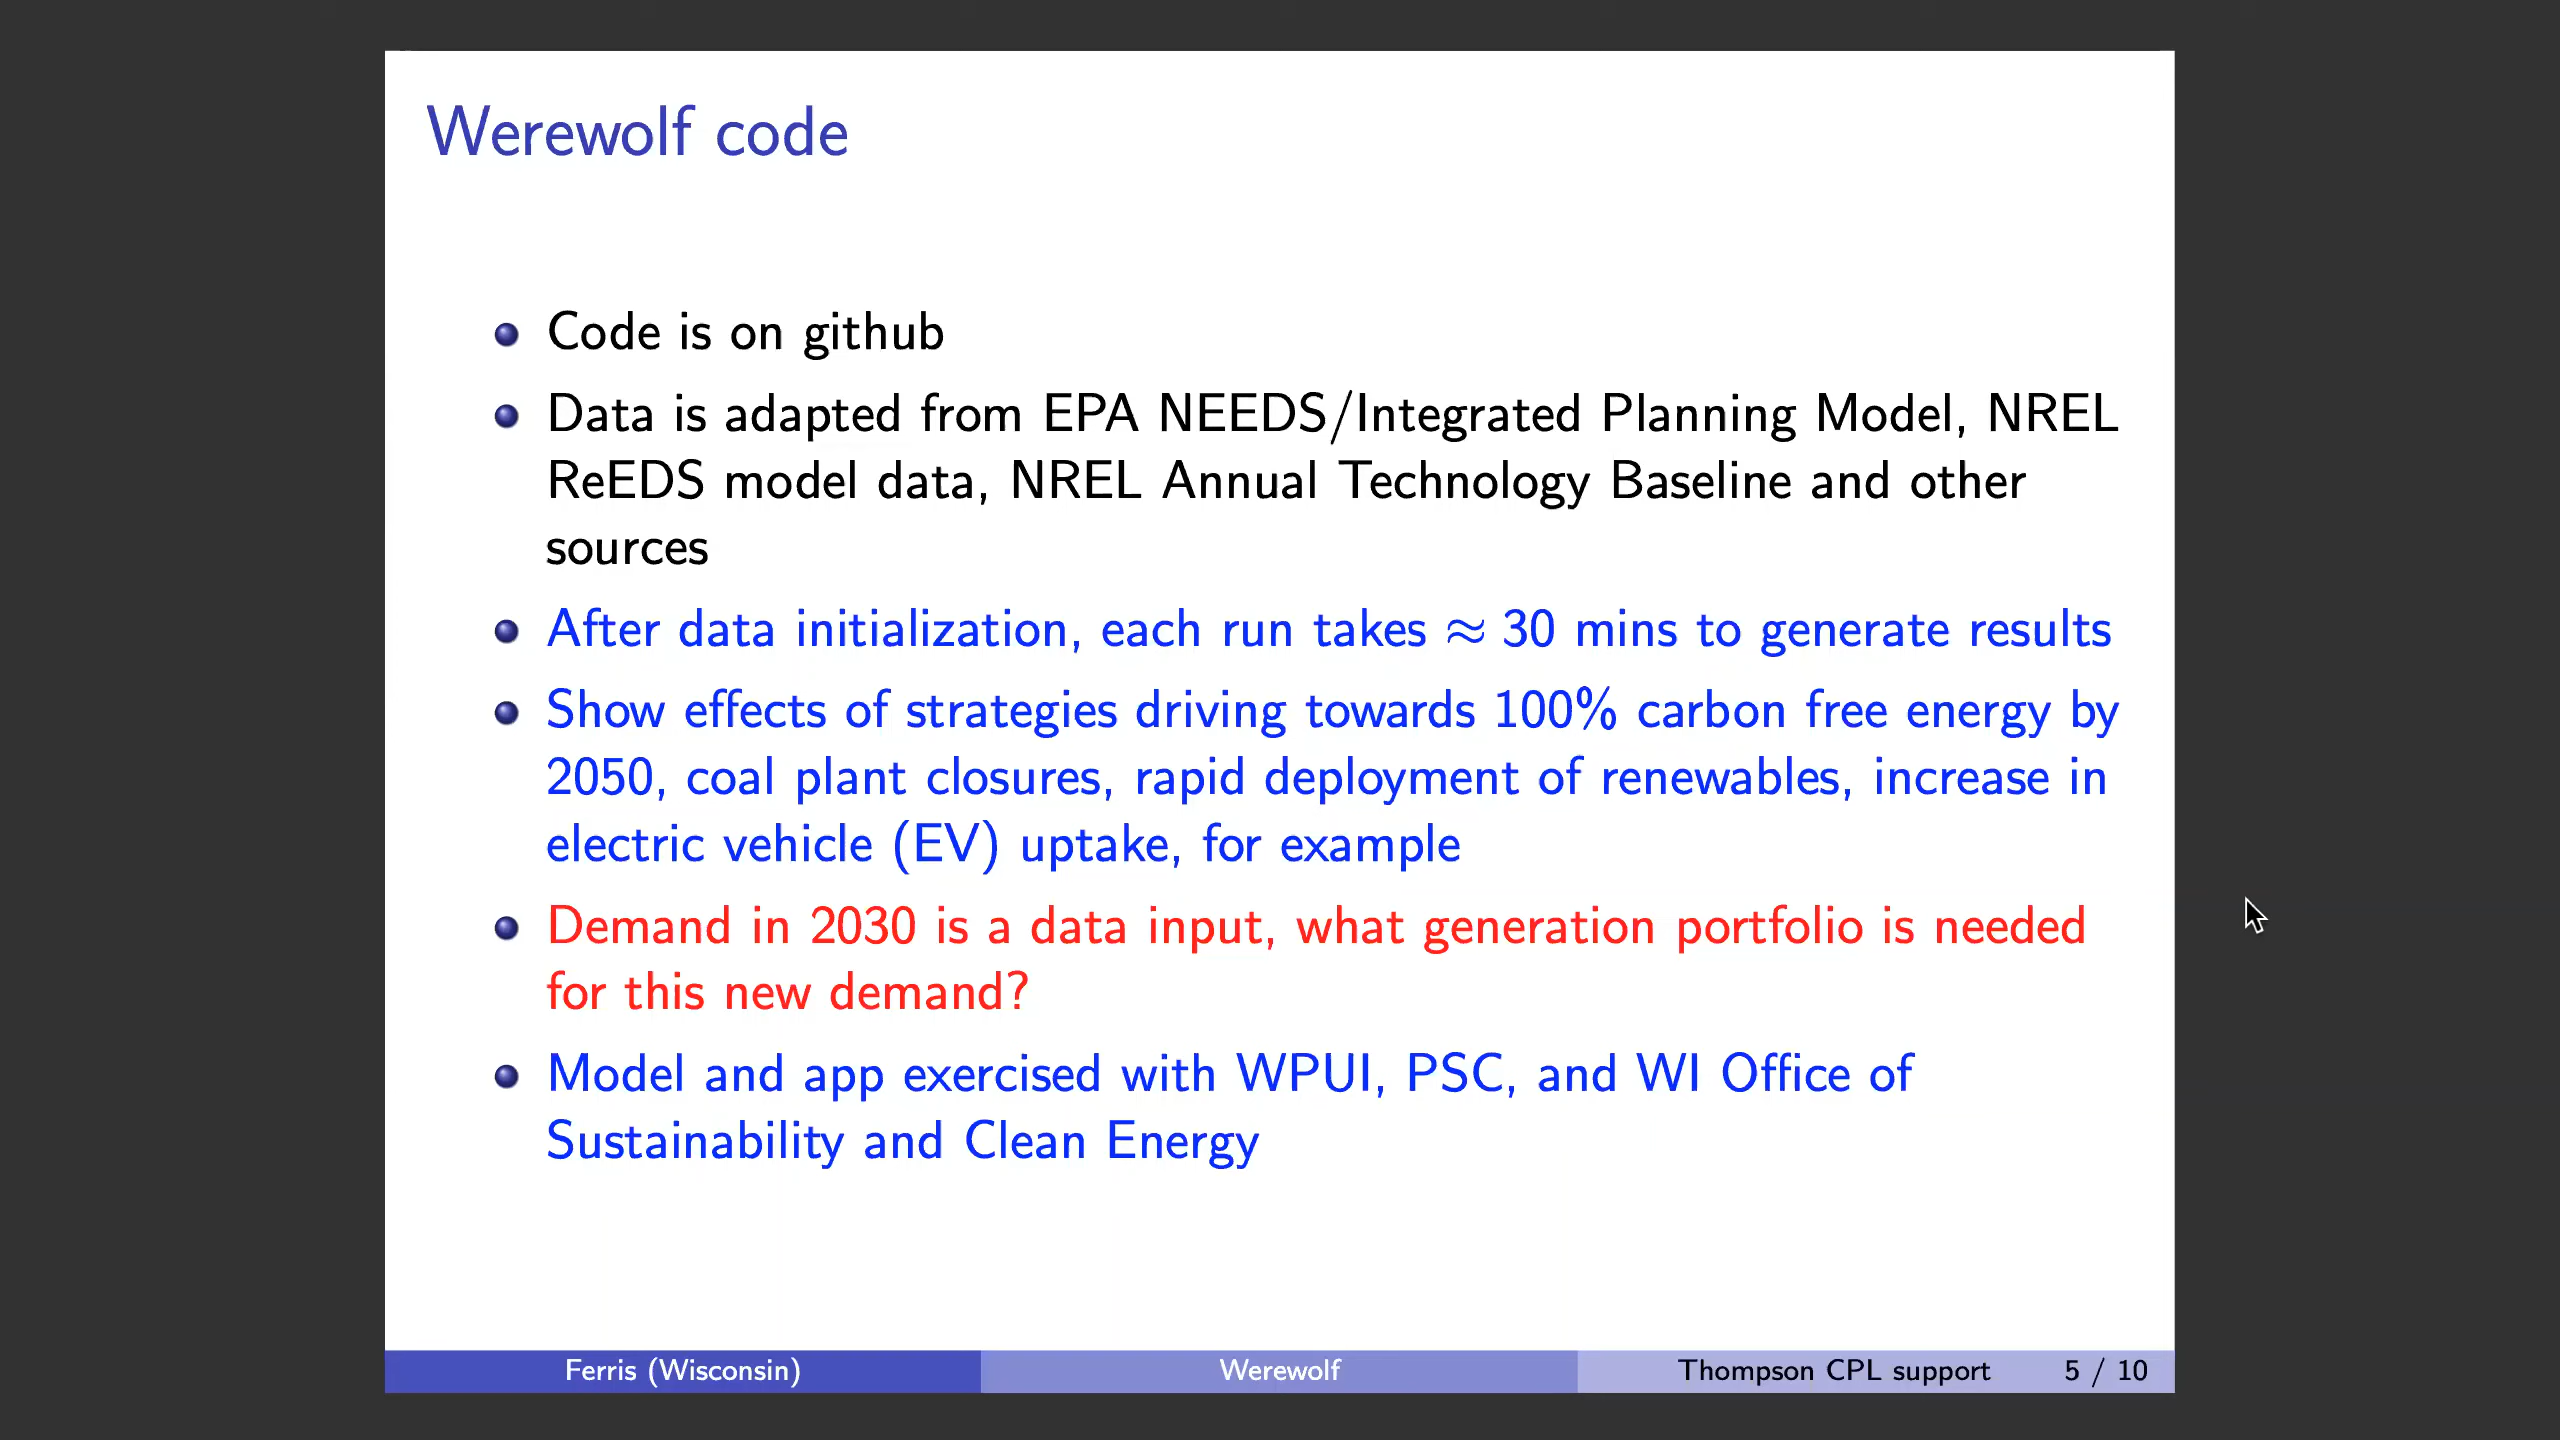 Werewolf code
Code is on github
Data is adapted from EPA NEEDS/Integrated Planning Model, NREL
ReEDS model data, NREL Annual Technology Baseline and other
sources
After data initialization, each run takes ≈ 30 mins to generate results
Show effects of strategies driving towards 100% carbon free energy by
2050, coal plant closures, rapid deployment of renewables, increase in
electric vehicle (EV) uptake, for example
Demand in 2030 is a data input, what generation portfolio is needed
for this new demand?
Model and app exercised with WPUI, PSC, and WI Office of
Sustainability and Clean Energy
Ferris (Wisconsin) Werewolf Thompson CPL support 5 / 10